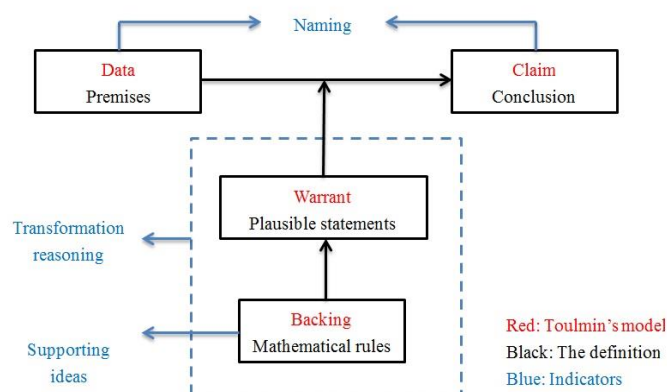 Naming
Data
Premises
Claim
Conclusion
Warrant
Plausible statements
Transformation
reasoning
Backing
Mathematical rules
Supporting
ideas
Red: Toulmin's model
Black: The definition
Blue: Indicators